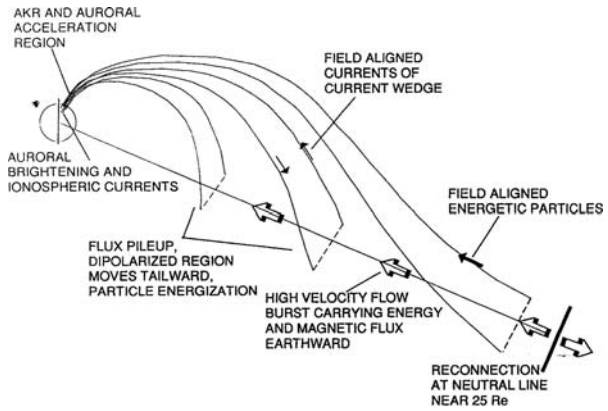 AKR AND AURORAL
ACCELERATION
REGION
FIELD ALIGNED
CURRENTS OF
CURRENT WEDGE
AURORAL
BRIGHTENING AND
IONOSPHERIC CURRENTS
FIELD ALIGNED
ENERGETIC PARTICLES
FLUX PILEUP,
DIPOLARIZED REGION
MOVES TAILWARD,
PARTICLE ENERGIZATION
HIGH VELOCITY FLOW
BURST CARRYING ENERGY
AND MAGNETIC FLUX
EARTHWARD
RECONNECTION
AT NEUTRAL LINE
NEAR 25 Re